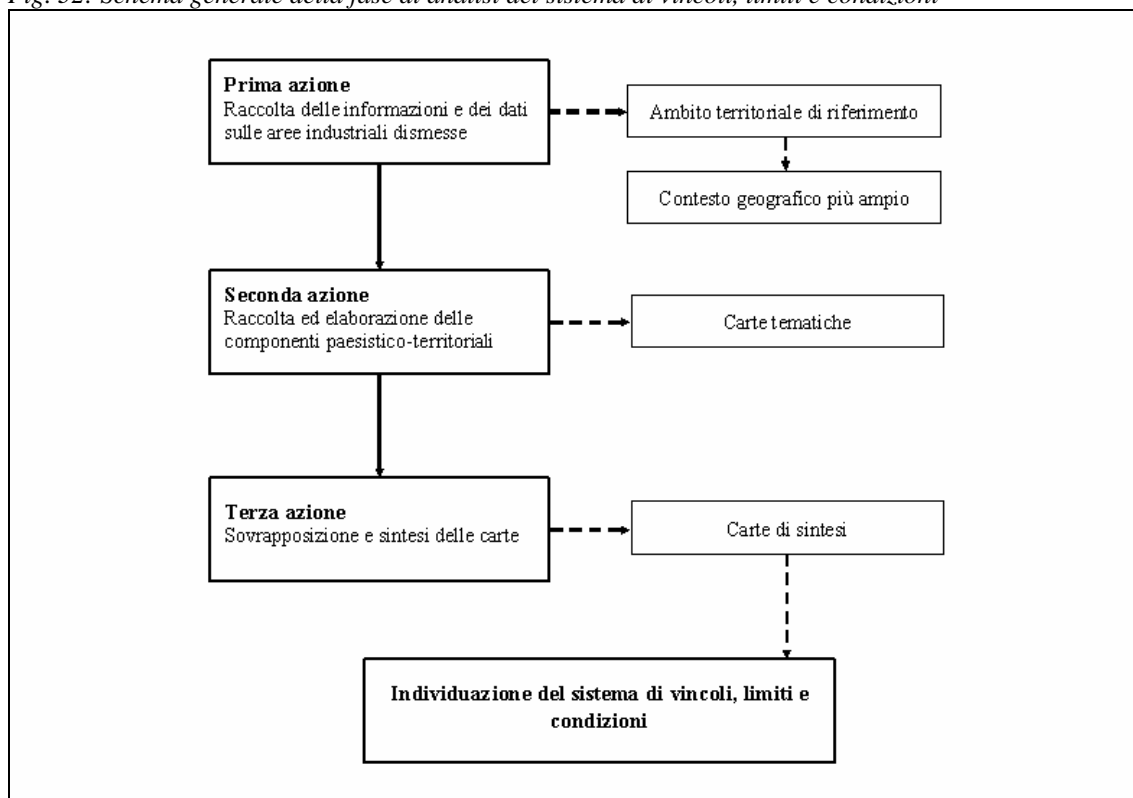 Fig. 32: Schema generale della fase di analisi del sistema di vincoli, limiti e condizioni
Prima azione
Raccolta delle informazioni e dei dati
sulle aree industriali dismesse
Ambito territoriale di riferimento
Contesto geografico più ampio
Seconda azione
Raccolta ed elaborazione delle
componenti paesistico-territoriali
Carte tematiche
Terza azione
Sovrapposizione e sintesi delle carte
Carte di sintesi
Individuazione del sistema di vincoli, limiti e
condizioni